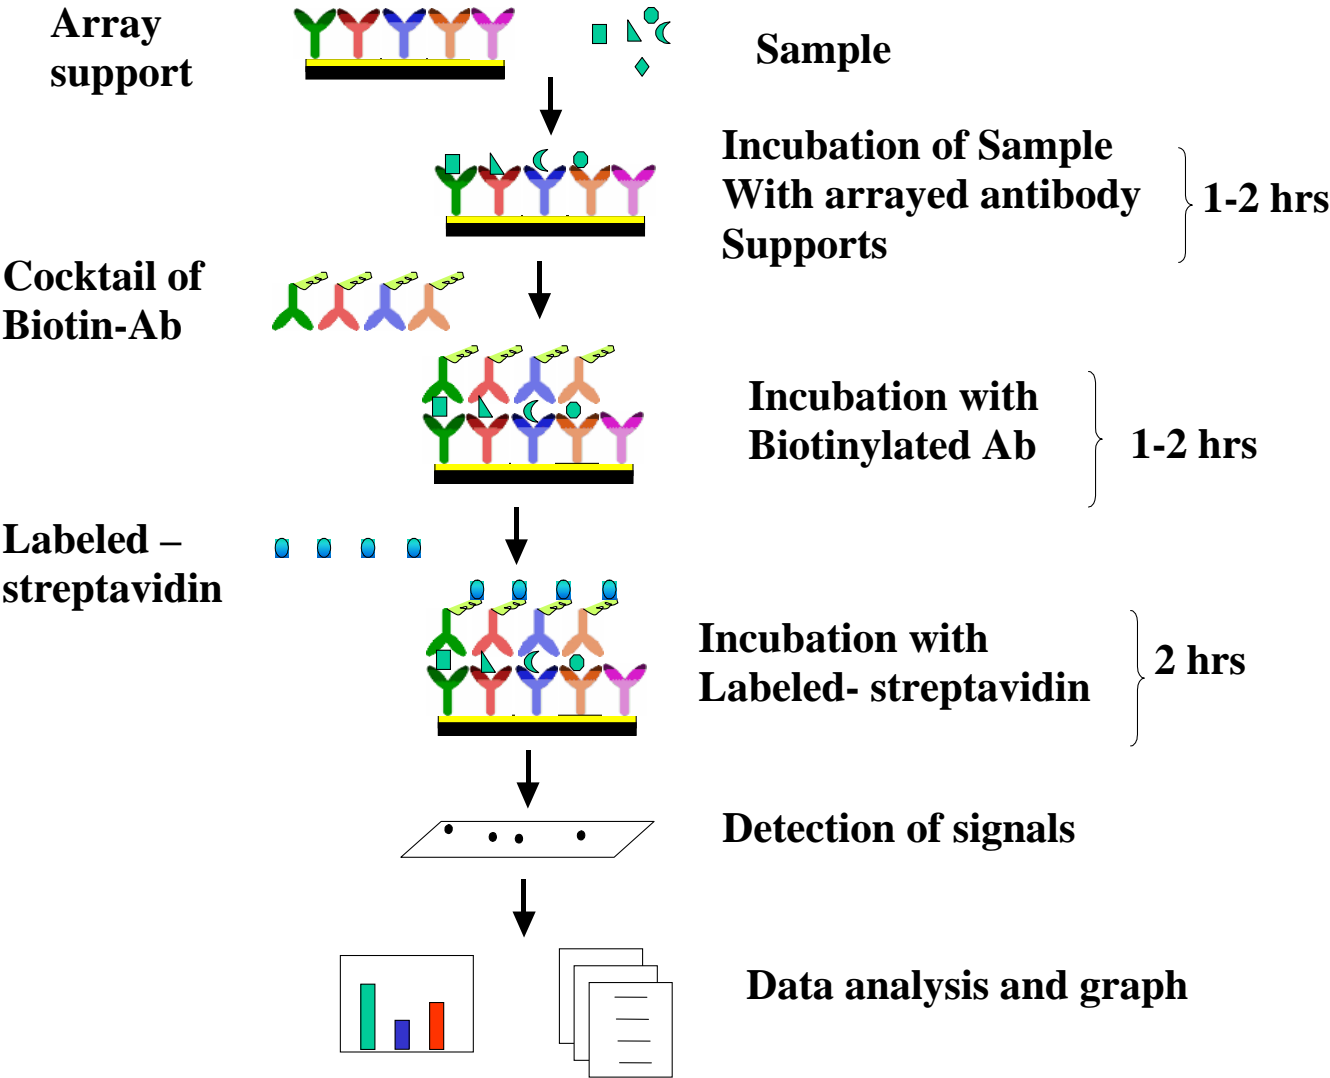 Array
support
Sample
Incubation of Sample
With arrayed antibody
Supports
1-2 hrs
Cocktail of
Biotin-Ab
Incubation with
Biotinylated Ab
1-2 hrs
Labeled –
streptavidin
Incubation with
Labeled- streptavidin
2 hrs
Detection of signals
Data analysis and graph